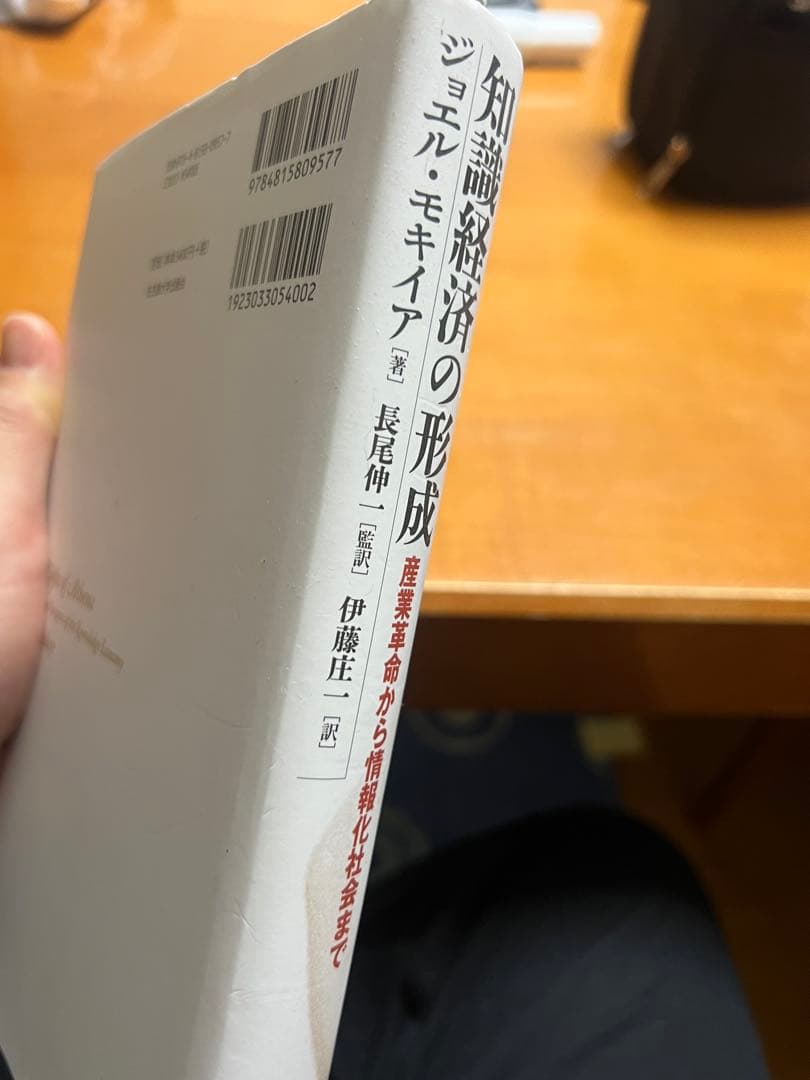 知識経済の形成
産業革命から情報化社会まで
ジョエル・モキイア[著]
長尾伸一[監訳] 伊藤庄一[訳]
9784815809577
1923033054002